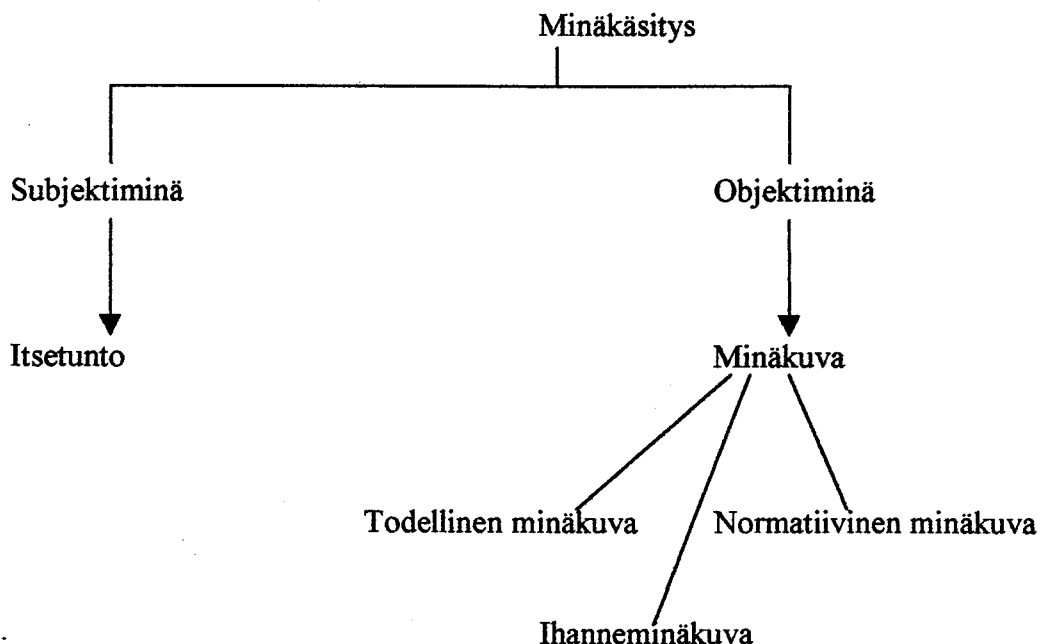 Minäkäsitys
Subjektiminä
Objektiminä
Itsetunto
Minäkuva
Todellinen minäkuva
Normatiivinen minäkuva
Ihanneminäkuva